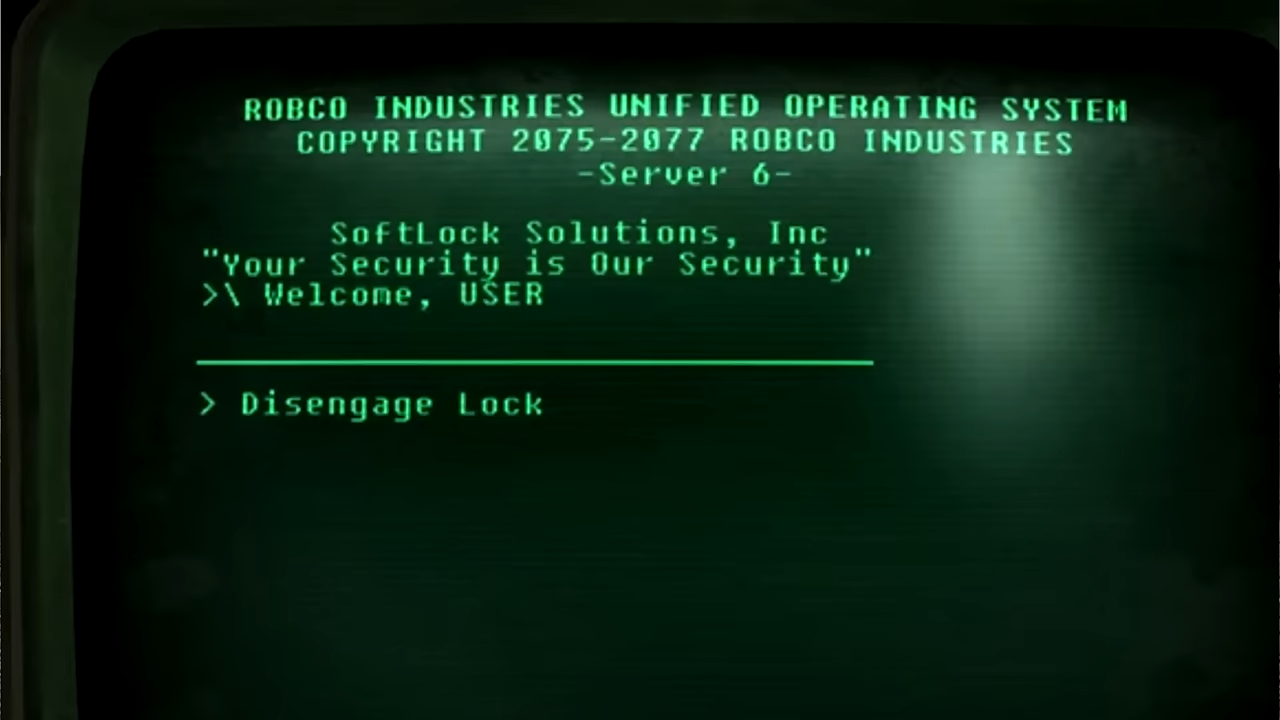 ROBCO INDUSTRIES UNIFIED OPERATING SYSTEM
COPYRIGHT 2075-2077 ROBCO INDUSTRIES
-Server 6-
SoftLock Solutions, Inc
"Your Security is Our Security"
>\ Welcome, USER
> Disengage Lock